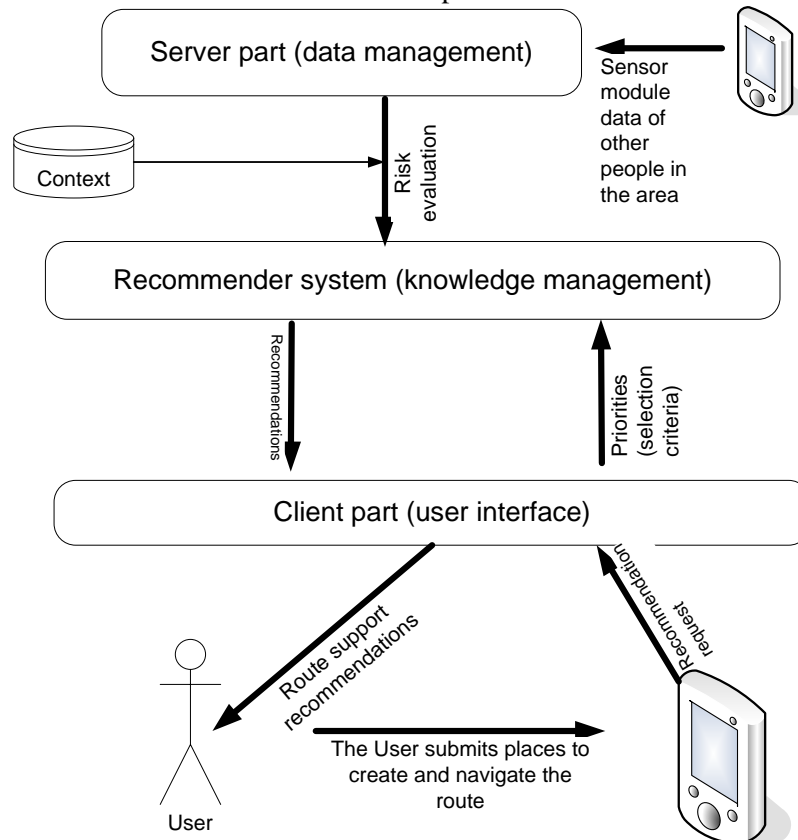 Server part (data management)
Sensor
module
data of
other
people in
the area
Context
Risk
evaluation
Recommender system (knowledge management)
Recommendations
Priorities
(selection
criteria)
Client part (user interface)
Recommendation
request
Route support
recommendations
The User submits places to
create and navigate the
route
User